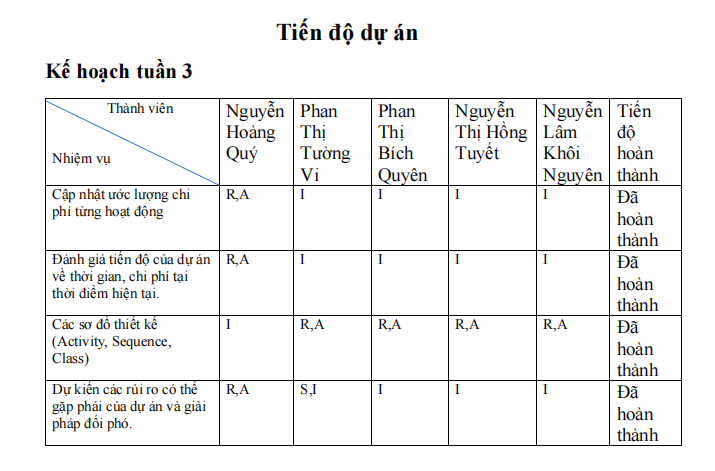 Tiến độ dự án
Kế hoạch tuần 3
Thành viên
Nhiệm vụ
Nguyễn
Hoàng
Quý
Phan
Thị
Tường
Vi
Phan
Thị
Bích
Quyên
Nguyễn
Thị Hồng
Tuyết
Nguyễn
Lâm
Khôi
Nguyên
Tiến
độ
hoàn
thành
Cập nhật ước lượng chi
phí từng hoạt động
R,A
I
I
I
I
Đã
hoàn
thành
Đánh giá tiến độ của dự án
về thời gian, chi phí tại
thời điểm hiện tại.
R,A
I
I
I
I
Đã
hoàn
thành
Các sơ đồ thiết kế
(Activity, Sequence,
Class)
I
R,A
R,A
R,A
R,A
Đã
hoàn
thành
Dự kiến các rủi ro có thể
gặp phải của dự án và giải
pháp đối phó.
R,A
S,I
I
I
I
Đã
hoàn
thành